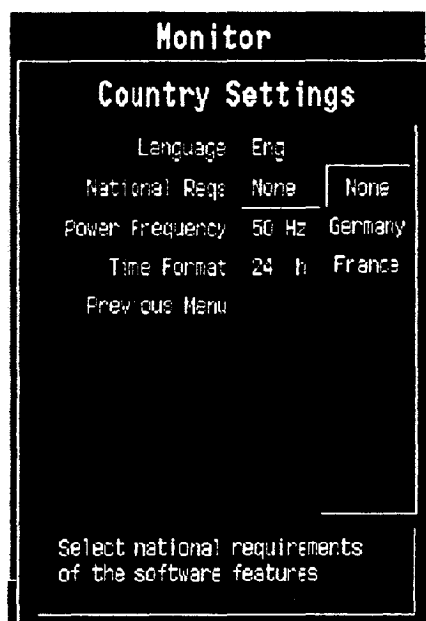 Monitor
Country Settings
Language Eng
National Reqs None None
Power Frequency 50 Hz Germany
Time Format 24 h France
Previous Menu
Select national requirements
of the software features